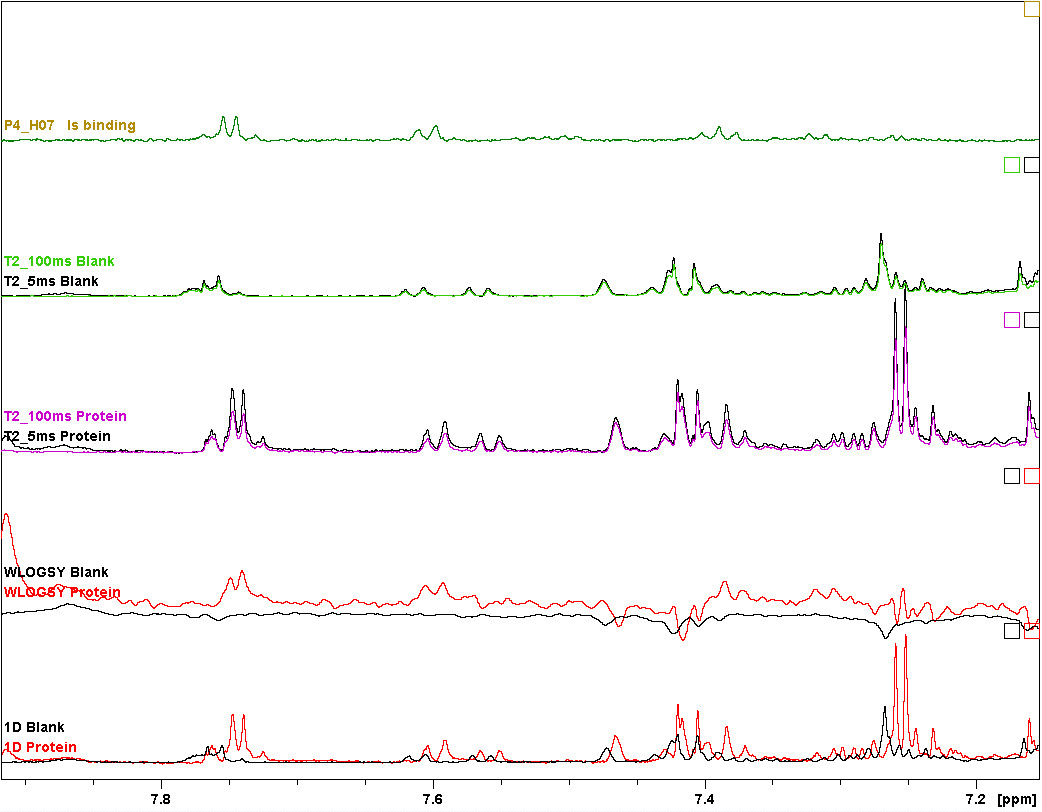 P4_H07 Is binding
T2_100ms Blank
T2_5ms Blank
T2_100ms Protein
T2_5ms Protein
WLOGSY Blank
WLOGSY Protein
1D Blank
1D Protein
7.8 7.6 7.4 7.2 [ppm]